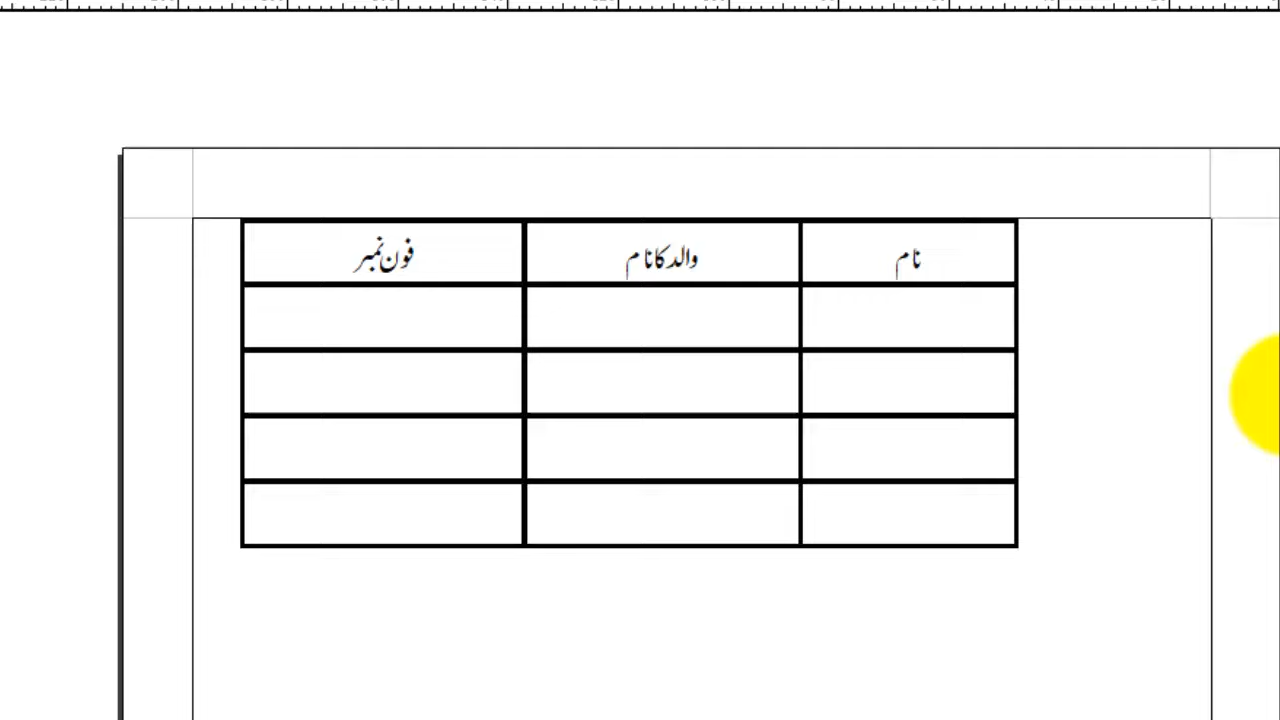 نام والد کا نام فون نمبر